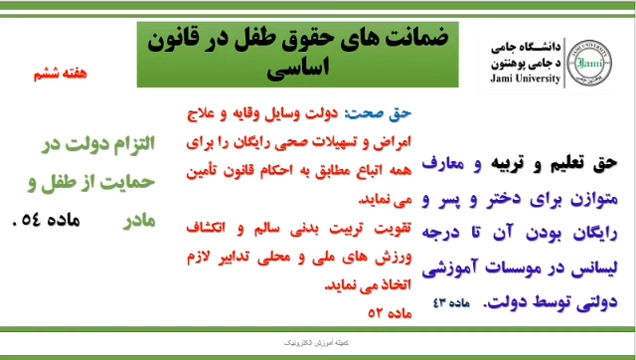 ضمانت های حقوق طفل در قانون
اساسی
دانشگاه جامی
د جامی پوهنتون
Jami University
هفته ششم
حق تعلیم و تربیه و معارف
متوازن برای دختر و پسر و
رایگان بودن آن تا درجه
لیسانس در موسسات آموزشی
دولتی توسط دولت. ماده ۴۳
حق صحت: دولت وسایل وقایه و علاج
امراض و تسهیلات صحی رایگان را برای
همه اتباع مطابق به احکام قانون تأمین
می نماید.
تقویت تربیت بدنی سالم و انکشاف
ورزش های ملی و محلی تدابیر لازم
اتخاذ می نماید.
ماده ۵۲
التزام دولت در
حمایت از طفل و
مادر ماده ۵۴ .
کمیته آموزش الکترونیک